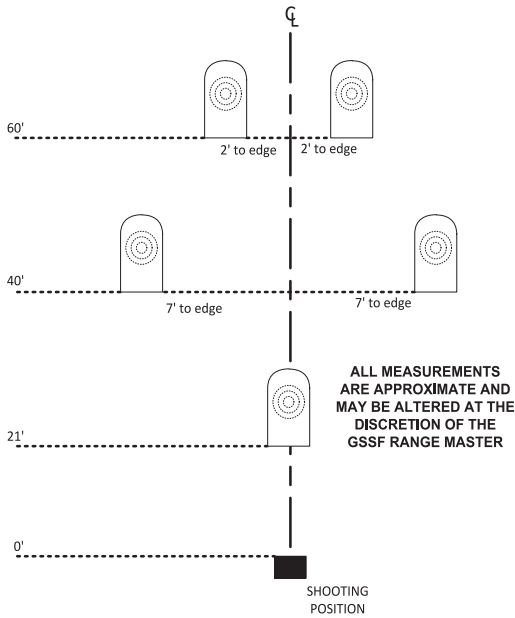 ℄
60'
2' to edge
2' to edge
40'
7' to edge
7' to edge
ALL MEASUREMENTS
ARE APPROXIMATE AND
MAY BE ALTERED AT THE
DISCRETION OF THE
GSSF RANGE MASTER
21'
0'
SHOOTING
POSITION